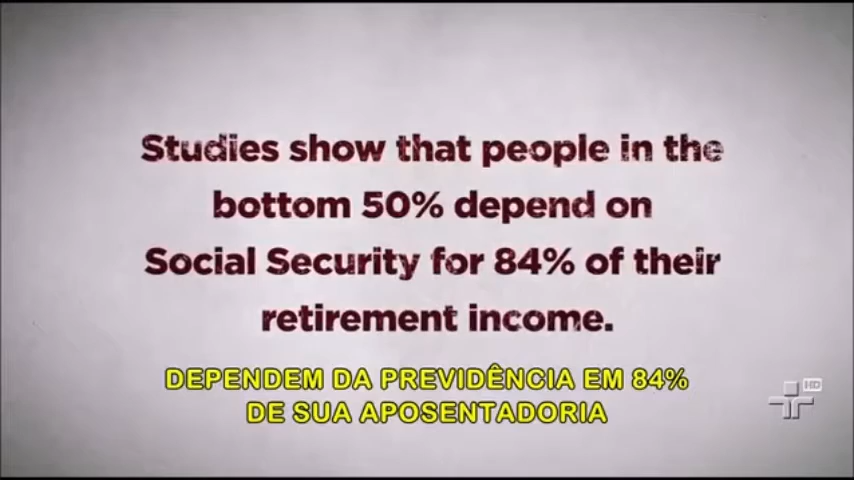 Studies show that people in the
bottom 50% depend on
Social Security for 84% of their
retirement income.
DEPENDEM DA PREVIDÊNCIA EM 84%
DE SUA APOSENTADORIA
HD